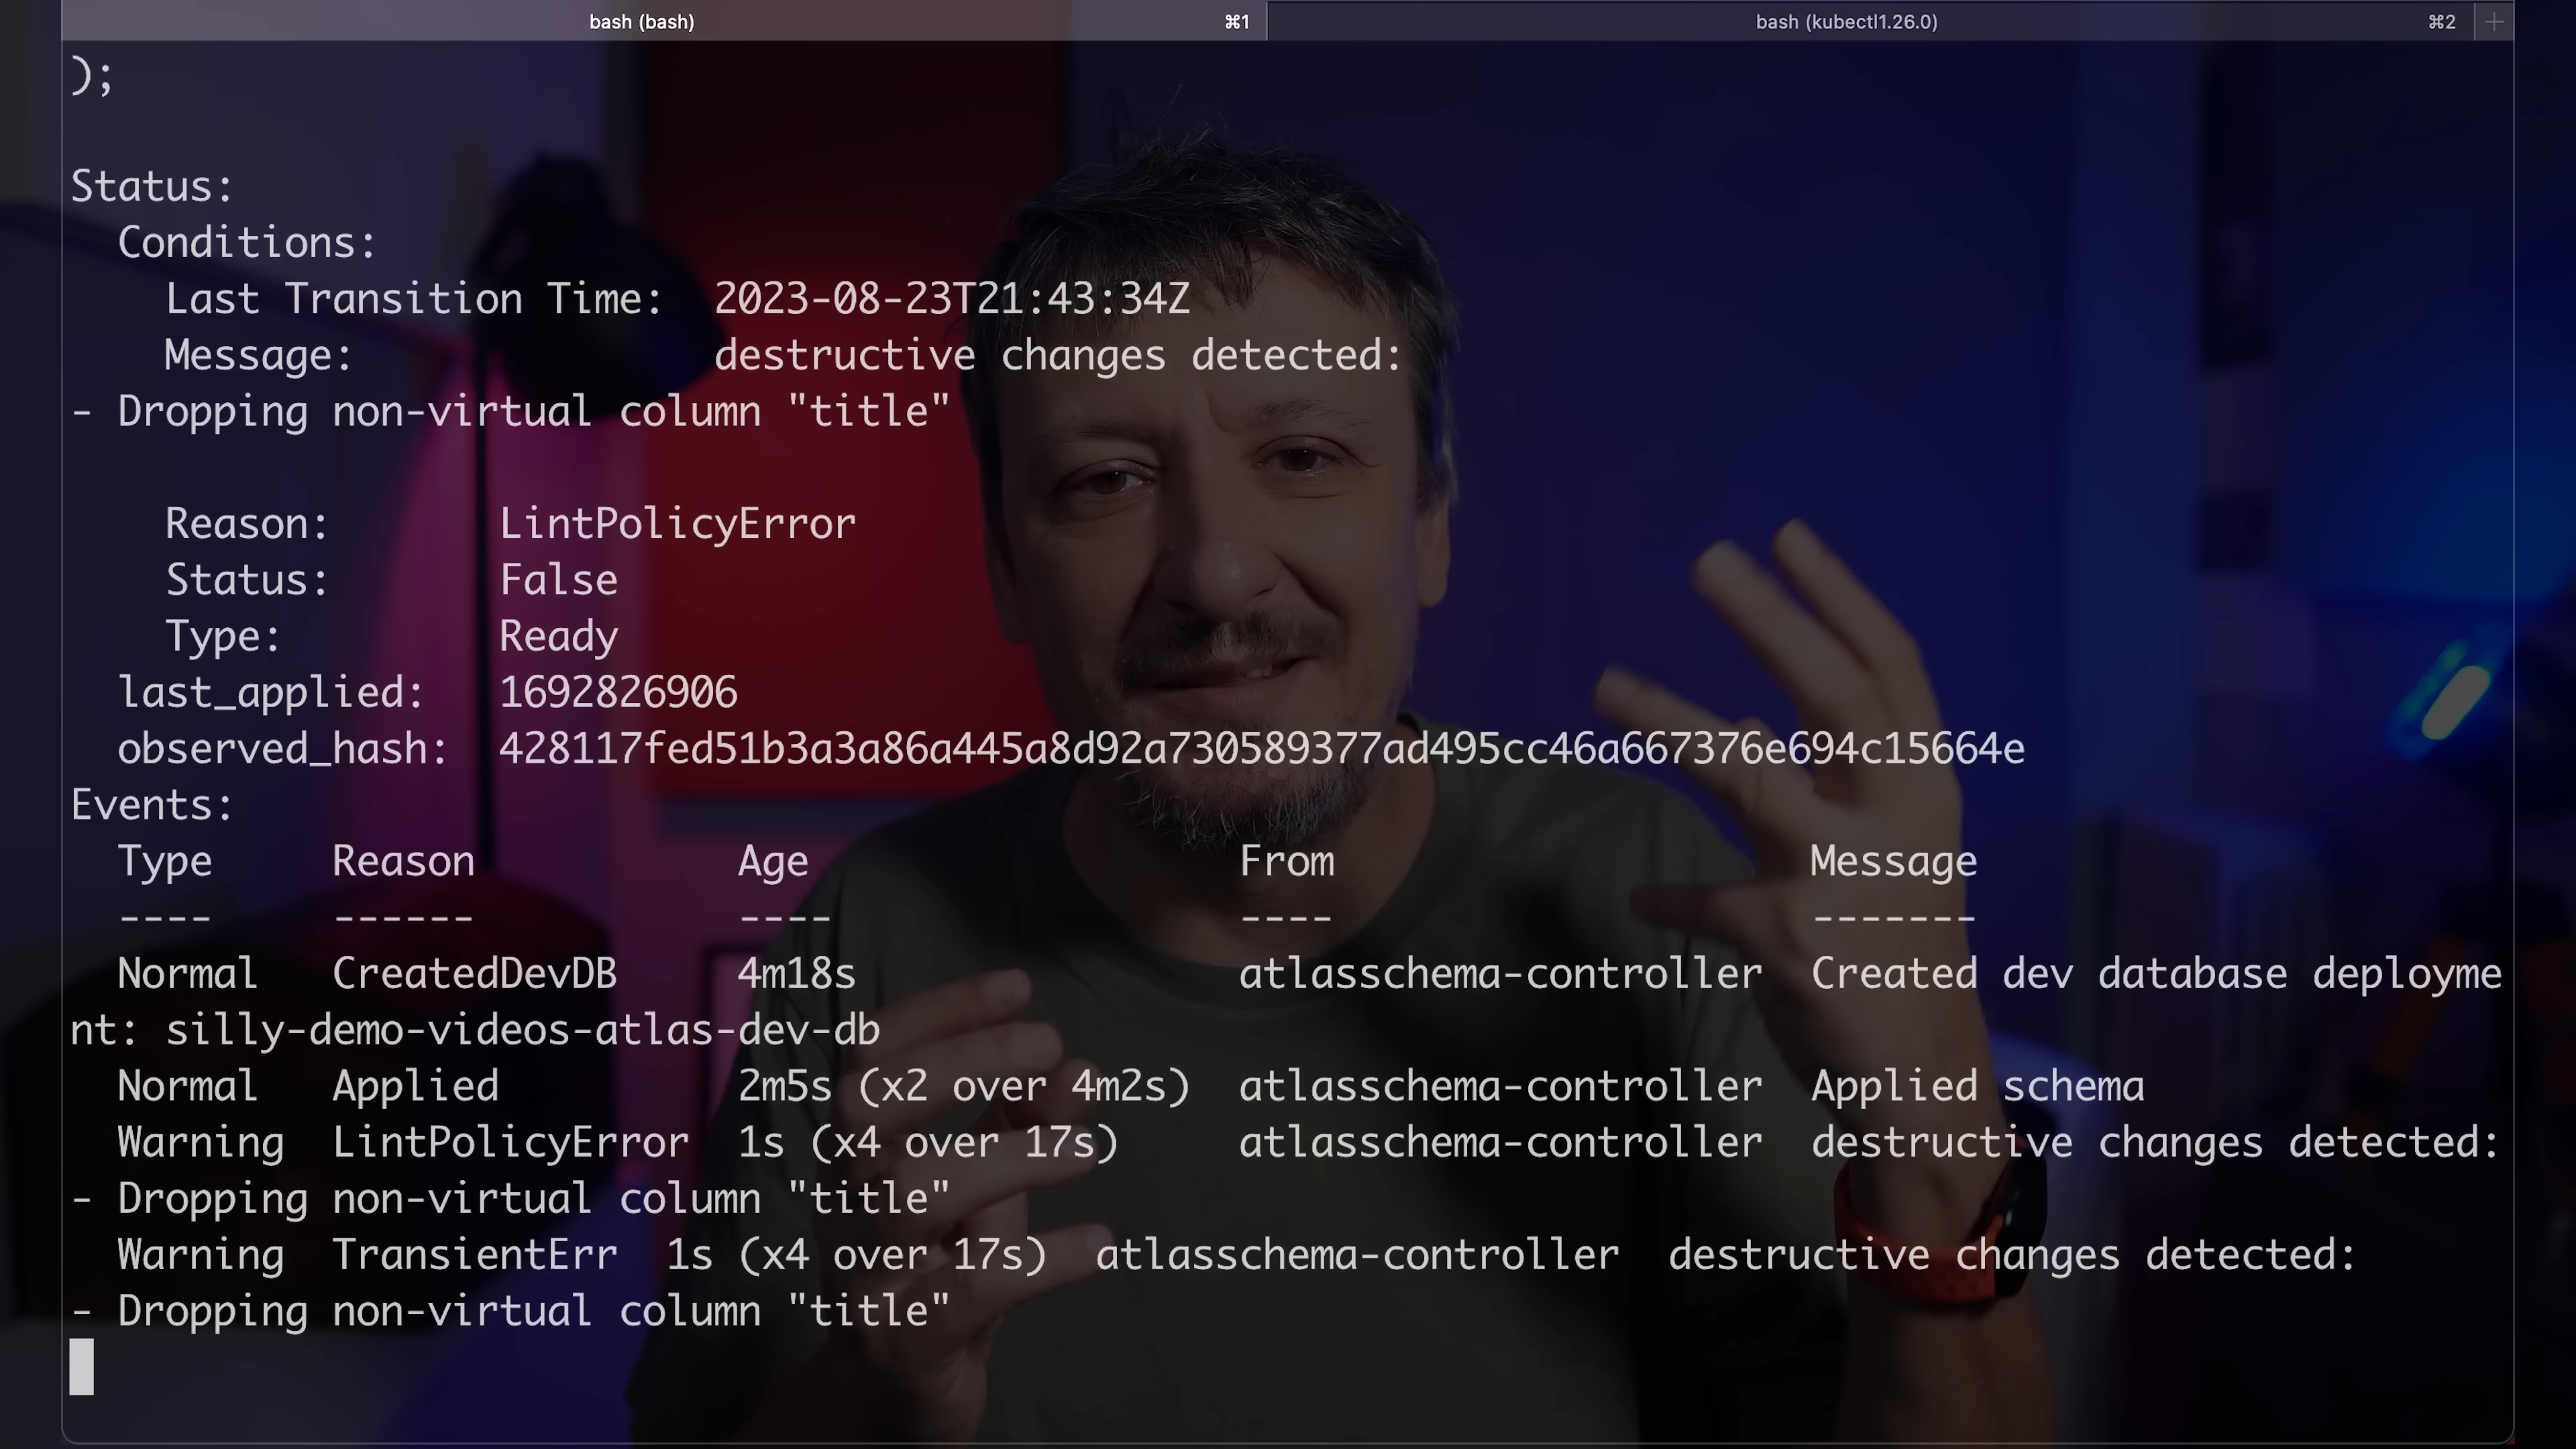 bash (bash) ⌘1 bash (kubectl1.26.0) ⌘2 +
);
Status:
Conditions:
Last Transition Time: 2023-08-23T21:43:34Z
Message: destructive changes detected:
- Dropping non-virtual column "title"
Reason: LintPolicyError
Status: False
Type: Ready
last_applied: 1692826906
observed_hash: 428117fed51b3a3a86a445a8d92a730589377ad495cc46a667376e694c15664e
Events:
Type Reason Age From Message
---- ------ ---- ---- -------
Normal CreatedDevDB 4m18s atlasschema-controller Created dev database deployme
nt: silly-demo-videos-atlas-dev-db
Normal Applied 2m5s (x2 over 4m2s) atlasschema-controller Applied schema
Warning LintPolicyError 1s (x4 over 17s) atlasschema-controller destructive changes detected:
- Dropping non-virtual column "title"
Warning TransientErr 1s (x4 over 17s) atlasschema-controller destructive changes detected:
- Dropping non-virtual column "title"